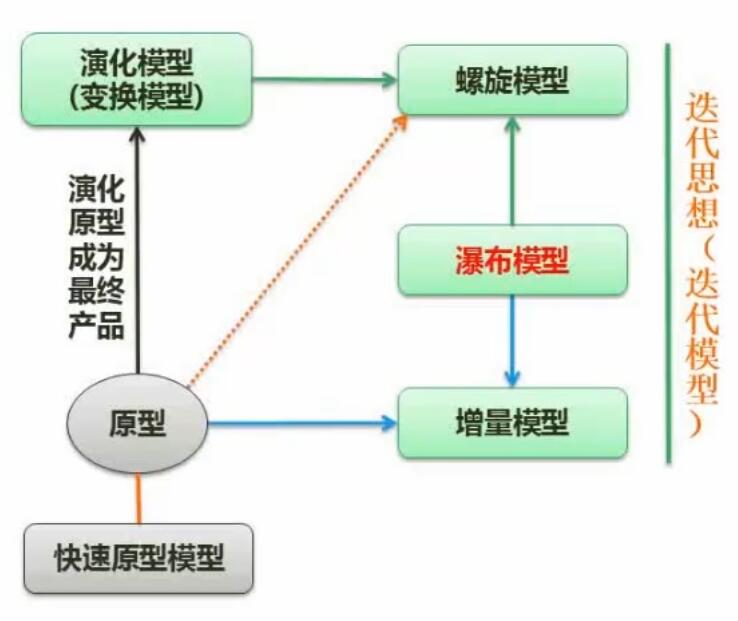 演化模型
(变换模型)
螺旋模型
演化
原型
成为
最终
产品
瀑布模型
原型
增量模型
快速原型模型
迭代思想（迭代模型）